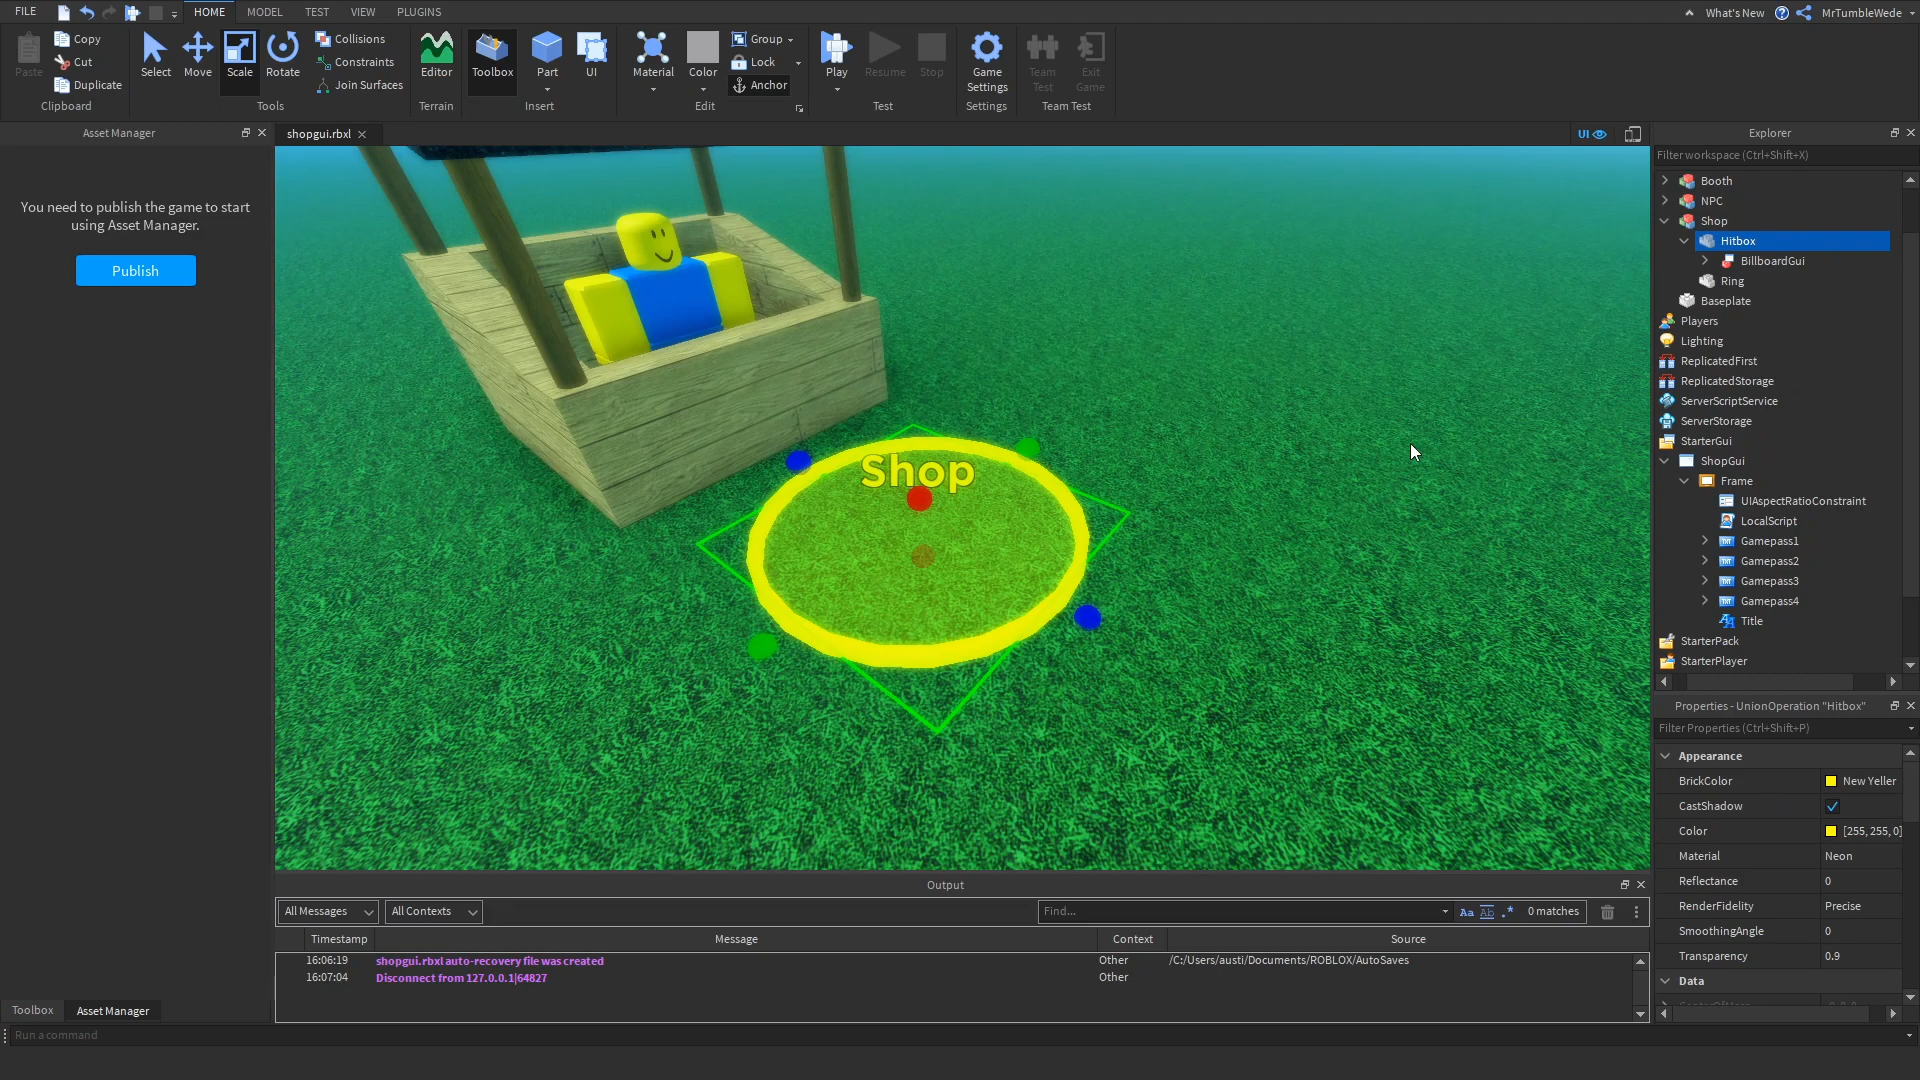 FILE HOME MODEL TEST VIEW PLUGINS What's New MrTumbleWede
Paste Copy Cut Duplicate Clipboard
Select Move Scale Rotate Collisions Constraints Join Surfaces Tools
Editor Terrain
Toolbox Part UI Insert
Material Color Group Lock Anchor Edit
Play Resume Stop Test
Game Settings Settings
Team Test Exit Game Team Test
Asset Manager
You need to publish the game to start
using Asset Manager.
Publish
shopgui.rbxl
UI
Shop
Explorer
Filter workspace (Ctrl+Shift+X)
Booth
NPC
Shop
Hitbox
BillboardGui
Ring
Baseplate
Players
Lighting
ReplicatedFirst
ReplicatedStorage
ServerScriptService
ServerStorage
StarterGui
ShopGui
Frame
UIAspectRatioConstraint
LocalScript
Gamepass1
Gamepass2
Gamepass3
Gamepass4
Title
StarterPack
StarterPlayer
Properties - UnionOperation "Hitbox"
Filter Properties (Ctrl+Shift+P)
Appearance
BrickColor New Yeller
CastShadow
Color [255, 255, 0]
Material Neon
Reflectance 0
RenderFidelity Precise
SmoothingAngle 0
Transparency 0.9
Data
Output
All Messages All Contexts Find... Aa Ab .* 0 matches
Timestamp Message Context Source
16:06:19 shopgui.rbxl auto-recovery file was created Other /C:/Users/austi/Documents/ROBLOX/AutoSaves
16:07:04 Disconnect from 127.0.0.1|64827 Other
Toolbox Asset Manager
Run a command